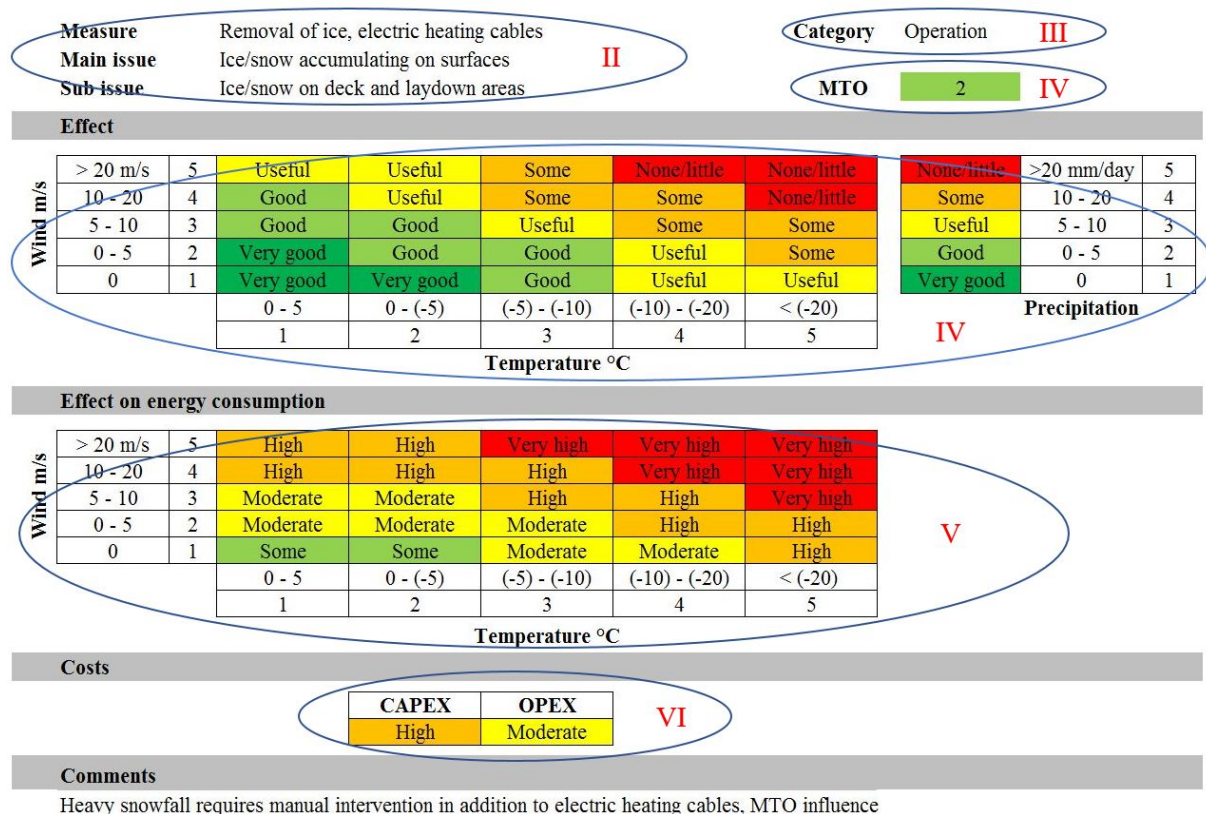 Measure Removal of ice, electric heating cables Category Operation III
Main issue Ice/snow accumulating on surfaces II
Sub issue Ice/snow on deck and laydown areas MTO 2 IV
Effect
> 20 m/s 5 Useful Useful Some None/little None/little None/little >20 mm/day 5
10 - 20 4 Good Useful Some Some None/little Some 10 - 20 4
5 - 10 3 Good Good Useful Some Some Useful 5 - 10 3
0 - 5 2 Very good Good Good Useful Some Good 0 - 5 2
0 1 Very good Very good Good Useful Useful Very good 0 1
Wind m/s
0 - 5 0 - (-5) (-5) - (-10) (-10) - (-20) < (-20) Precipitation
1 2 3 4 5 IV
Temperature °C
Effect on energy consumption
> 20 m/s 5 High High Very high Very high Very high
10 - 20 4 High High High Very high Very high
5 - 10 3 Moderate Moderate High High Very high
0 - 5 2 Moderate Moderate Moderate High High
0 1 Some Some Moderate Moderate High
Wind m/s
V
0 - 5 0 - (-5) (-5) - (-10) (-10) - (-20) < (-20)
1 2 3 4 5
Temperature °C
Costs
CAPEX OPEX
High Moderate
VI
Comments
Heavy snowfall requires manual intervention in addition to electric heating cables, MTO influence